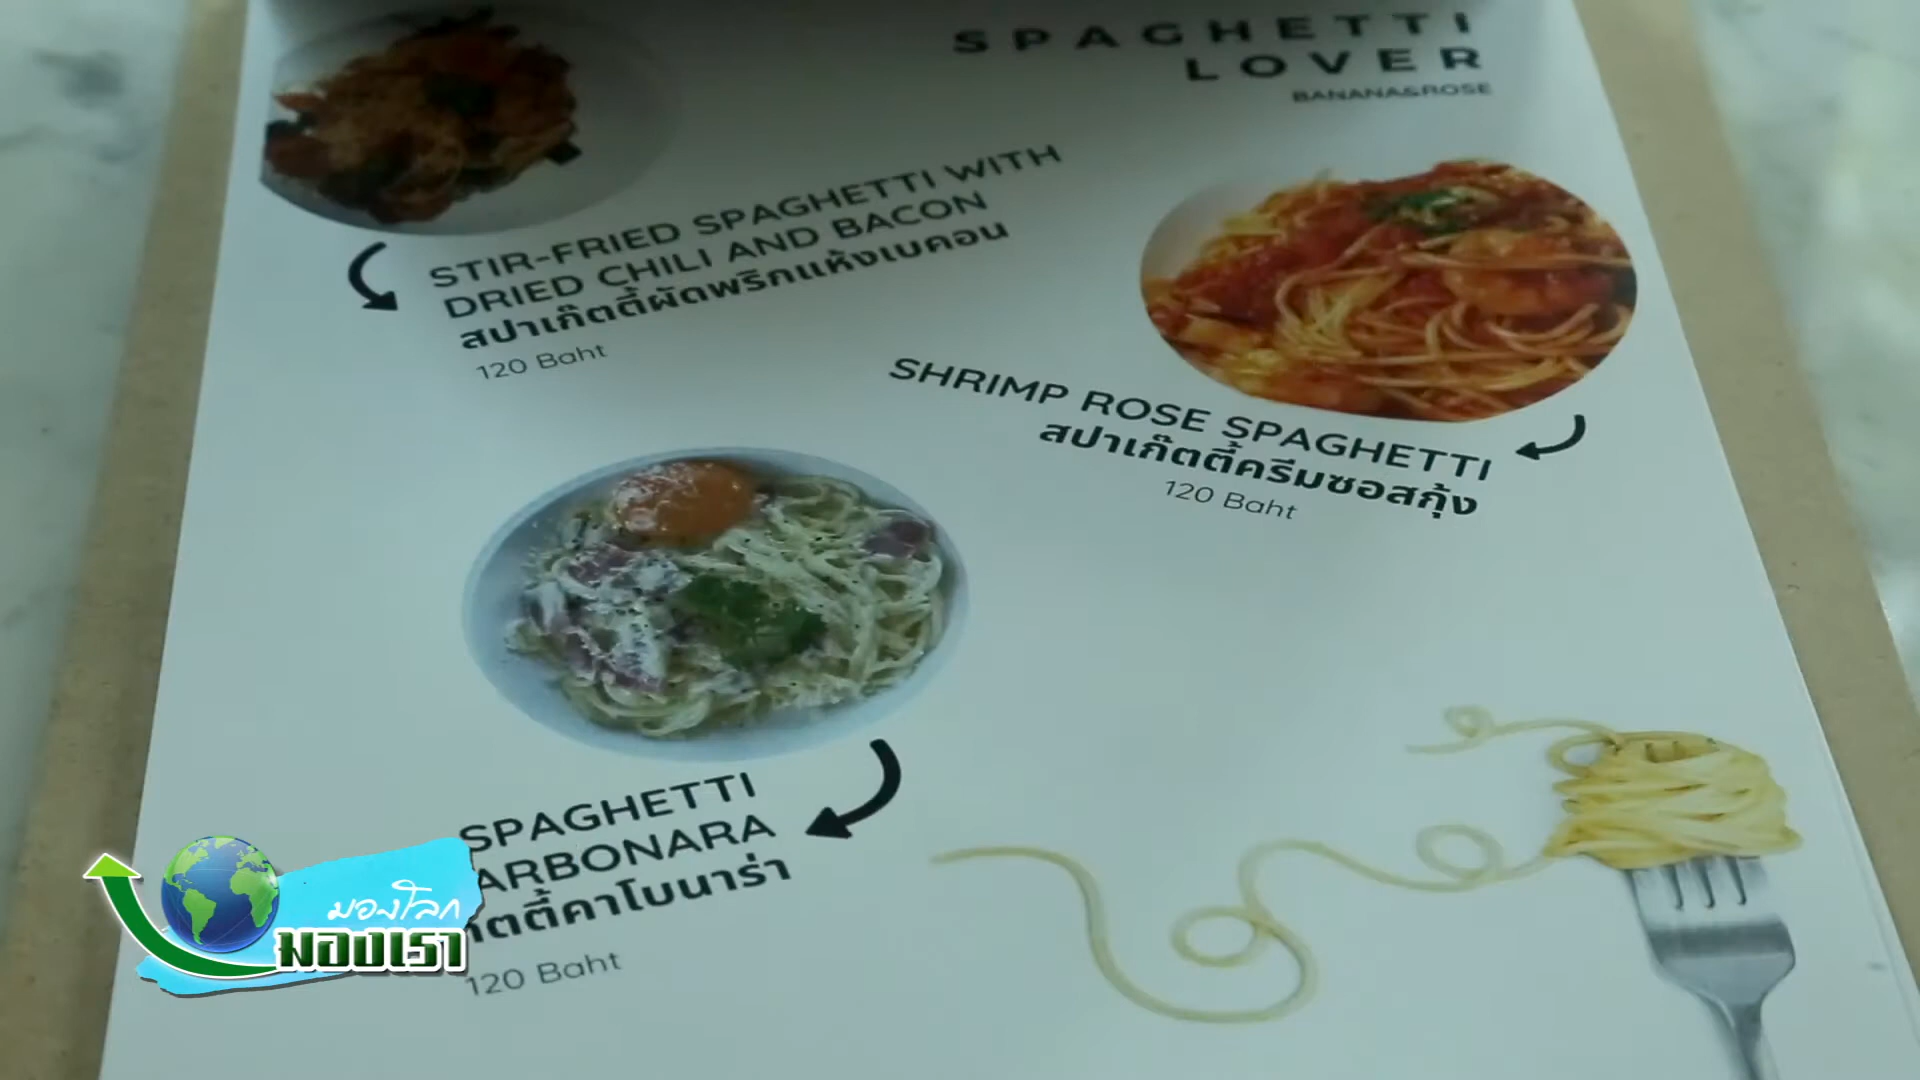 SPAGHETTI
LOVER
BANANA&ROSE
STIR-FRIED SPAGHETTI WITH
DRIED CHILI AND BACON
สปาเก๊ตตี้ผัดพริกแห้งเบคอน
120 Baht
SHRIMP ROSE SPAGHETTI
สปาเก๊ตตี้ครีมซอสกุ้ง
120 Baht
SPAGHETTI
ARBONARA
ก๊ตตี้คาโบนาร่า
120 Baht
มองโลก
มองเรา